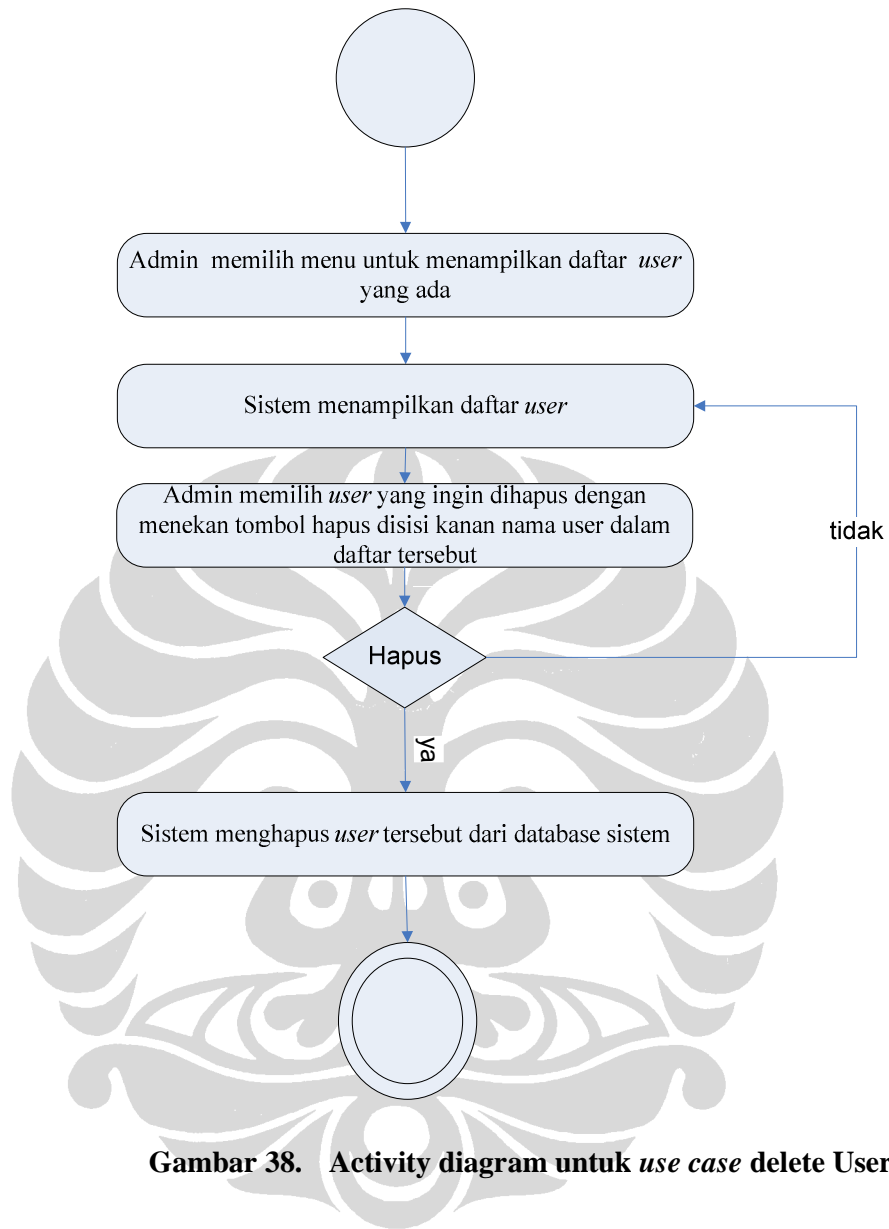 Admin memilih menu untuk menampilkan daftar user
yang ada
Sistem menampilkan daftar user
Admin memilih user yang ingin dihapus dengan
menekan tombol hapus disisi kanan nama user dalam
daftar tersebut
tidak
Hapus
ya
Sistem menghapus user tersebut dari database sistem
Gambar 38. Activity diagram untuk use case delete User